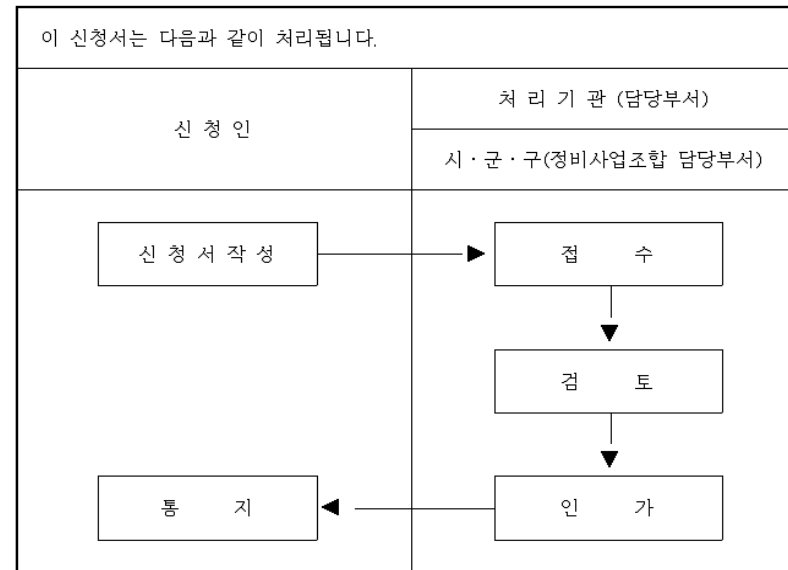 이 신청서는 다음과 같이 처리됩니다.
신 청 인
처 리 기 관 (담당부서)
시 · 군 · 구(정비사업조합 담당부서)
신 청 서 작 성
접 수
검 토
통 지
인 가